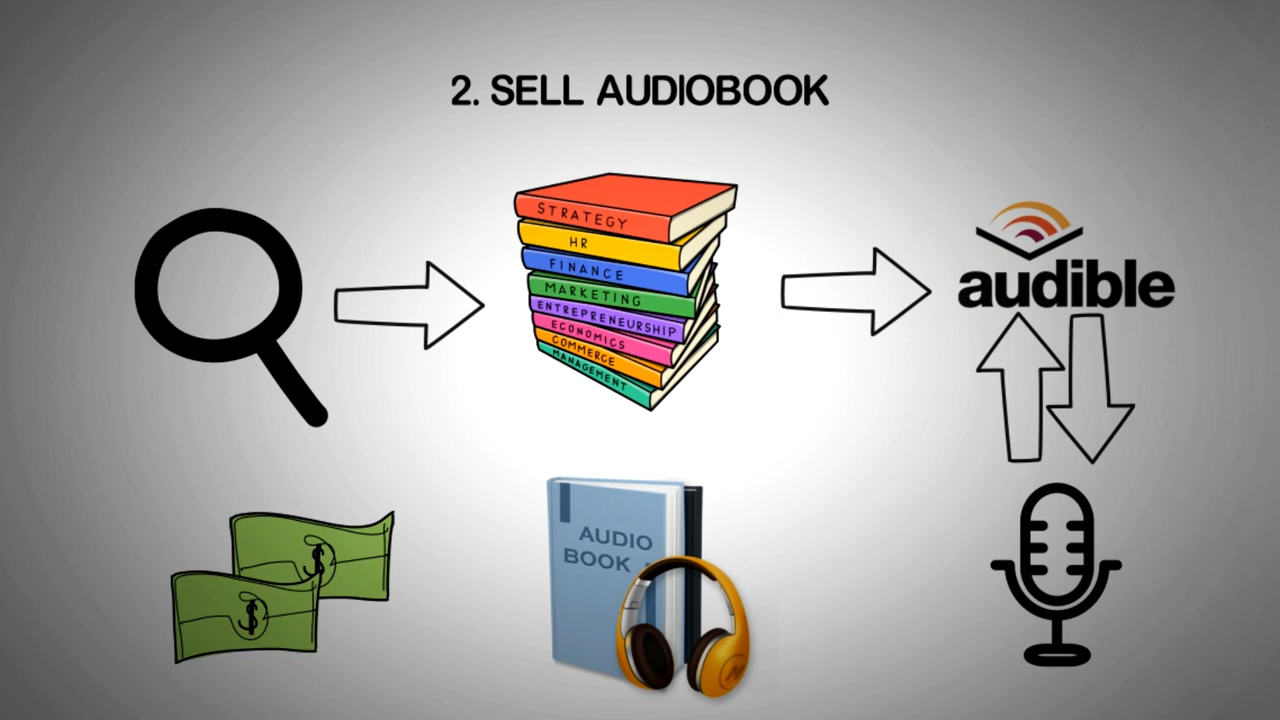 2. SELL AUDIOBOOK
STRATEGY
HR
FINANCE
MARKETING
ENTREPRENEURSHIP
ECONOMICS
COMMERCE
MANAGEMENT
audible
AUDIO
BOOK
$
$